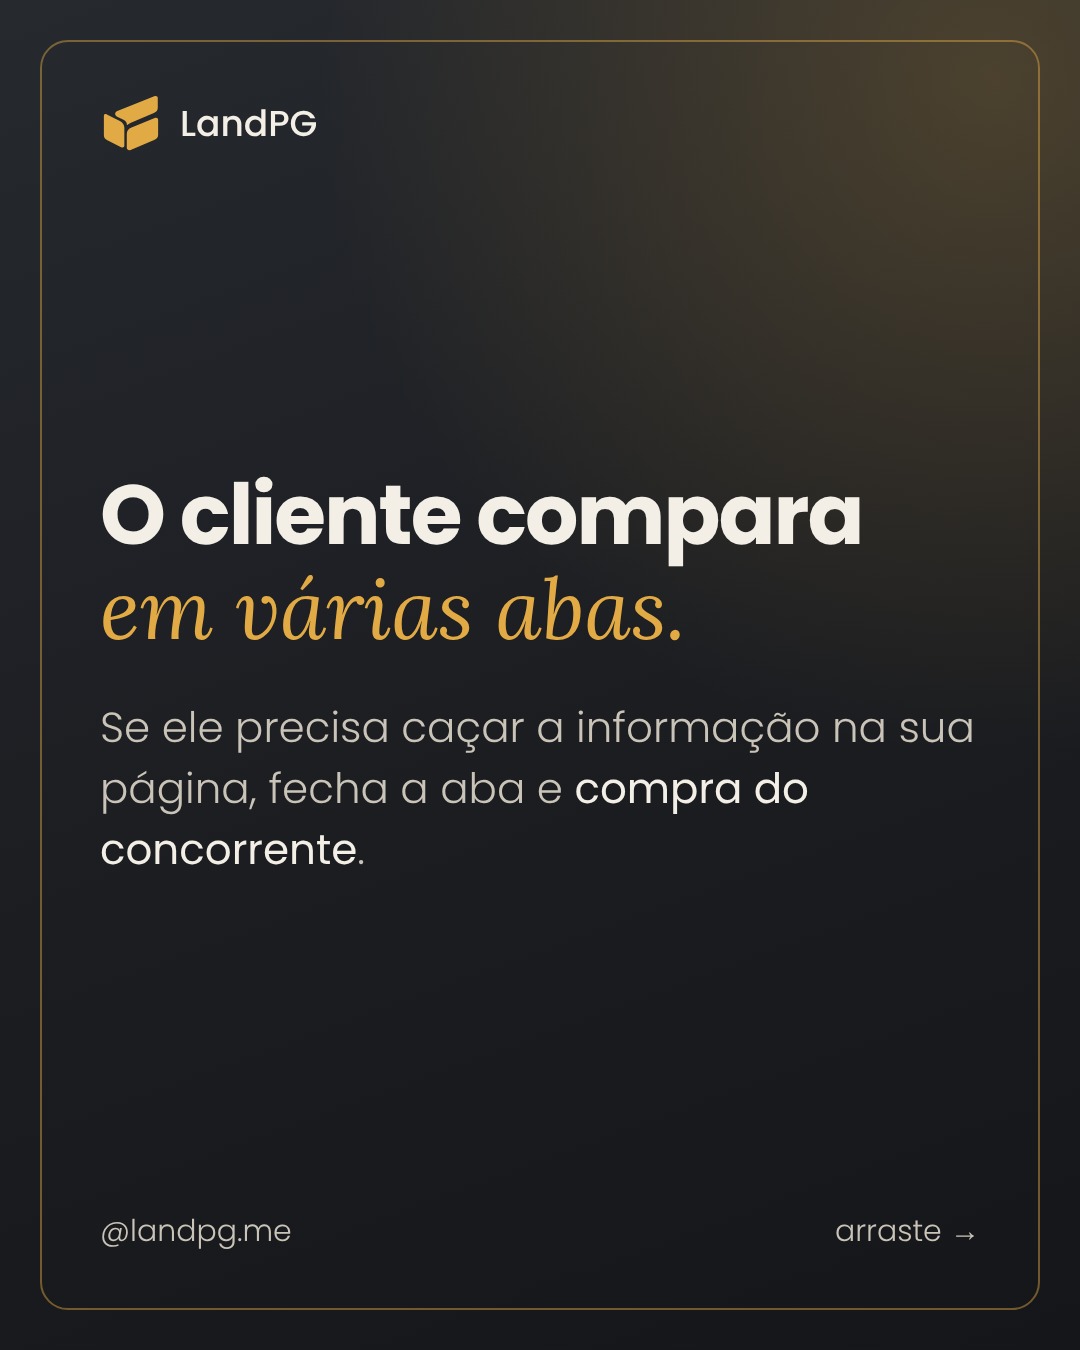 LandPG
O cliente compara
em várias abas.
Se ele precisa caçar a informação na sua
página, fecha a aba e compra do
concorrente.
@landpg.me
arraste →